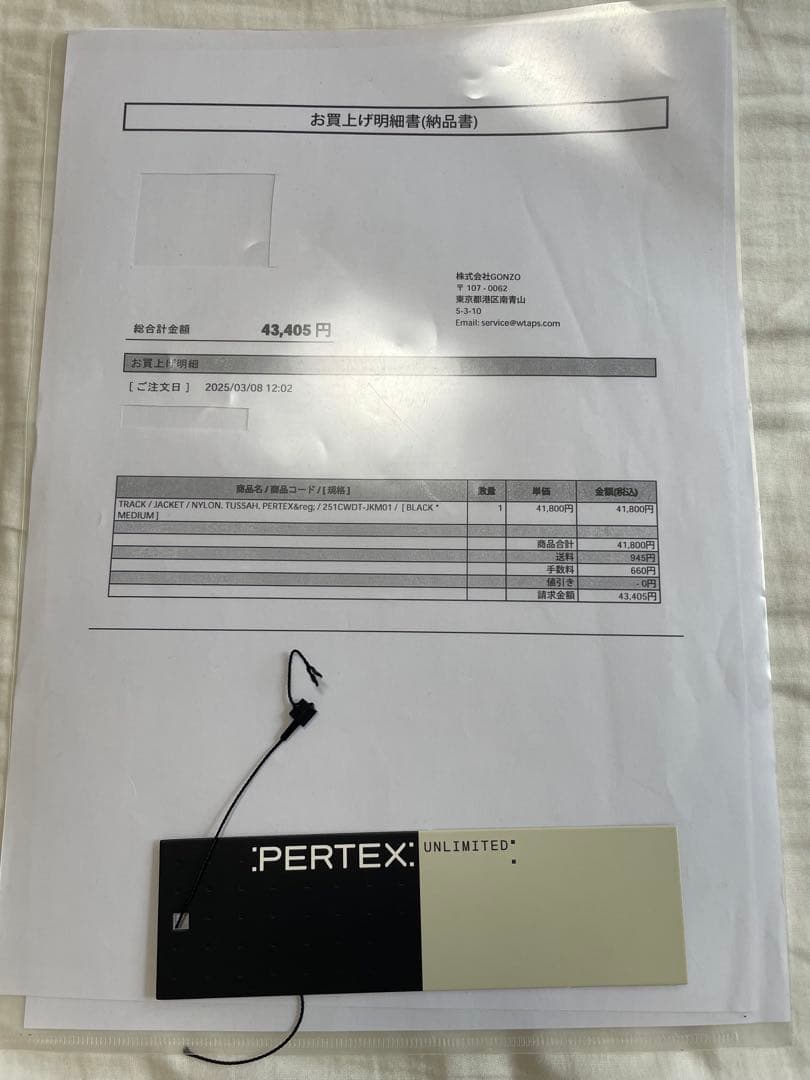 お買上げ明細書(納品書)
株式会社GONZO
〒107 - 0062
東京都港区南青山
5-3-10
Email: service@wtaps.com
総合計金額 43,405 円
お買上げ明細
[ ご注文日 ] 2025/03/08 12:02
商品名 / 商品コード / [ 規格 ] 数量 単価 金額(税込)
TRACK / JACKET / NYLON. TUSSAH. PERTEX&reg; / 251CWDT-JKM01 / [ BLACK * 1 41,800円 41,800円
MEDIUM ]
商品合計 41,800円
送料 945円
手数料 660円
値引き - 0円
請求金額 43,405円
:PERTEX: UNLIMITED